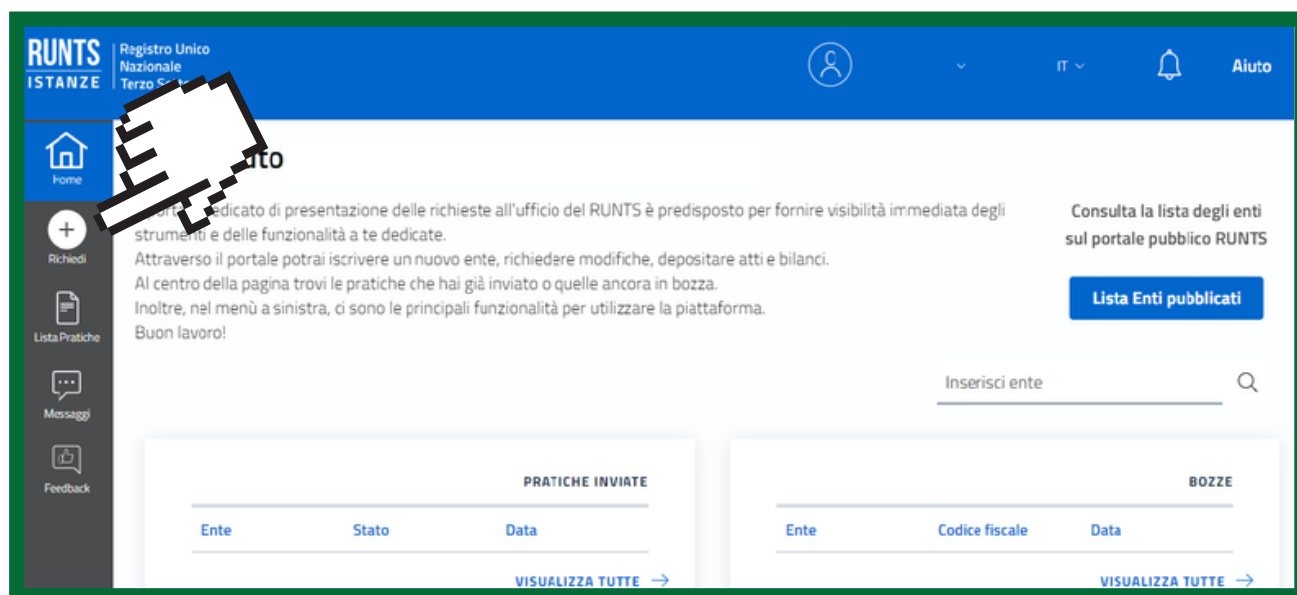 RUNTS
ISTANZE
Registro Unico
Nazionale
Terzo
IT
Aiuto
Home
Richiedi
Lista Pratiche
Messaggi
Feedback
dedicato di presentazione delle richieste all'ufficio del RUNTS è predisposto per fornire visibilità immediata degli
strumenti e delle funzionalità a te dedicate.
Attraverso il portale potrai iscrivere un nuovo ente, richiedere modifiche, depositare atti e bilanci.
Al centro della pagina trovi le pratiche che hai già inviato o quelle ancora in bozza.
Inoltre, nel menù a sinistra, ci sono le principali funzionalità per utilizzare la piattaforma.
Buon lavoro!
Consulta la lista degli enti
sul portale pubblico RUNTS
Lista Enti pubblicati
Inserisci ente
PRATICHE INVIATE
Ente Stato Data
VISUALIZZA TUTTE
BOZZE
Ente Codice fiscale Data
VISUALIZZA TUTTE